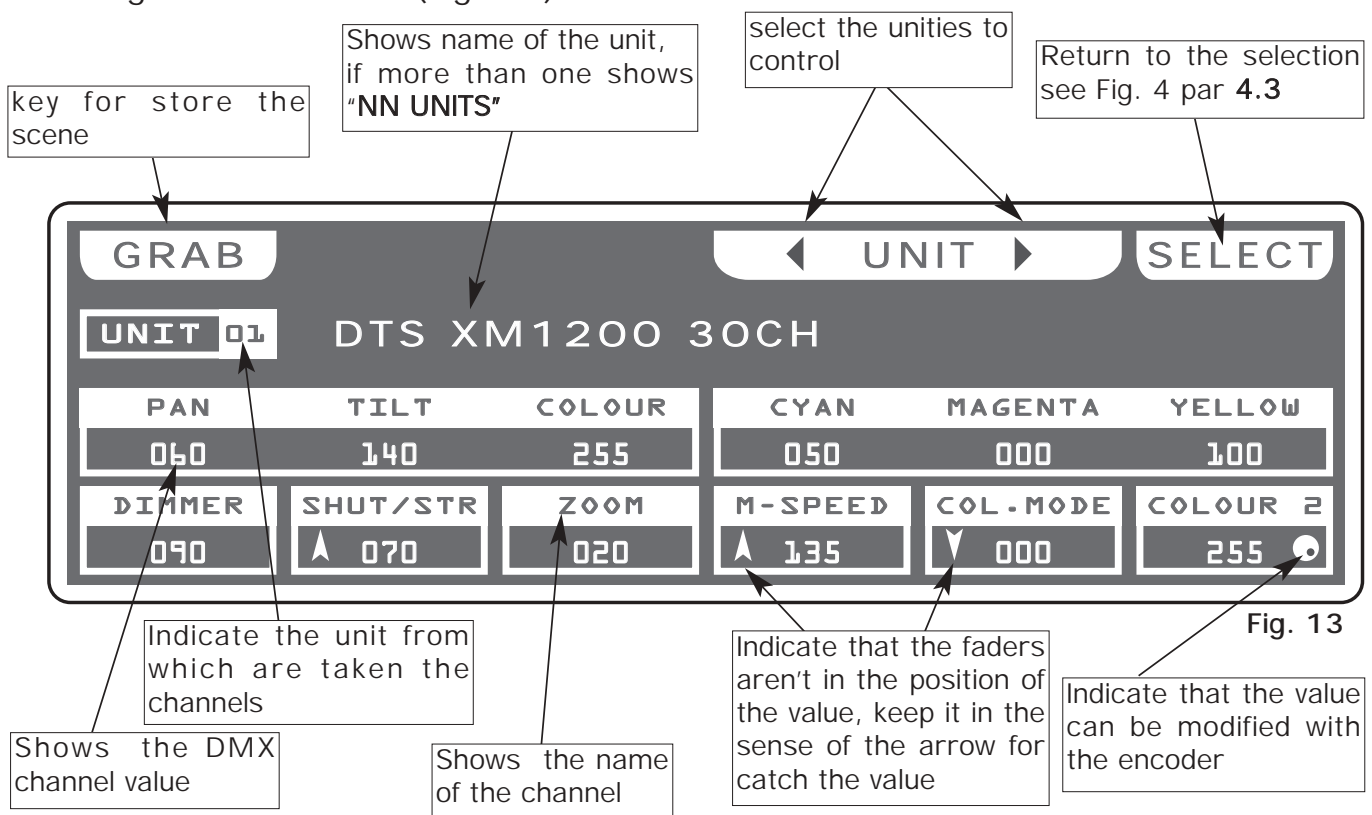 Shows name of the unit,
if more than one shows
"NN UNITS"
select the unities to
control
Return to the selection
see Fig. 4 par 4.3
key for store the
scene
GRAB
◀ UNIT ▶
SELECT
UNIT 01
DTS XM1200 30CH
PAN TILT COLOUR CYAN MAGENTA YELLOW
060 140 255 050 000 100
DIMMER SHUT/STR ZOOM M-SPEED COL.MODE COLOUR 2
090 070 020 135 000 255
Fig. 13
Indicate the unit from
which are taken the
channels
Shows the DMX
channel value
Shows the name
of the channel
Indicate that the faders
aren't in the position of
the value, keep it in the
sense of the arrow for
catch the value
Indicate that the value
can be modified with
the encoder